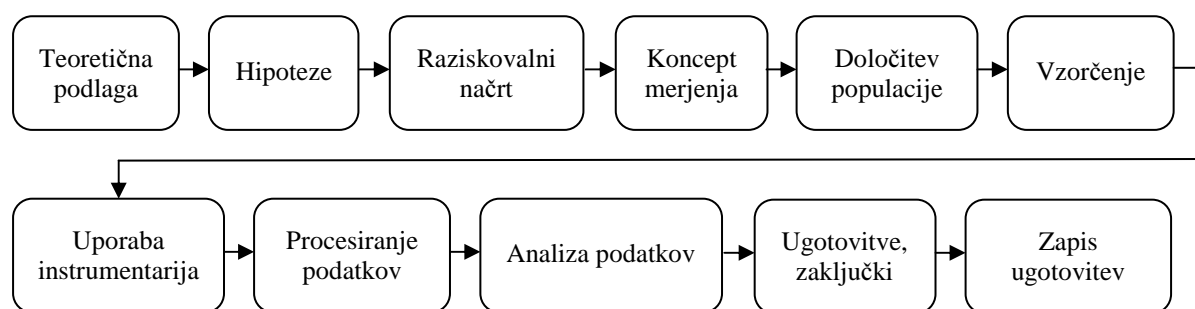 Teoretična
podlaga
Hipoteze
Raziskovalni
načrt
Koncept
merjenja
Določitev
populacije
Vzorčenje
Uporaba
instrumentarija
Procesiranje
podatkov
Analiza podatkov
Ugotovitve,
zaključki
Zapis
ugotovitev